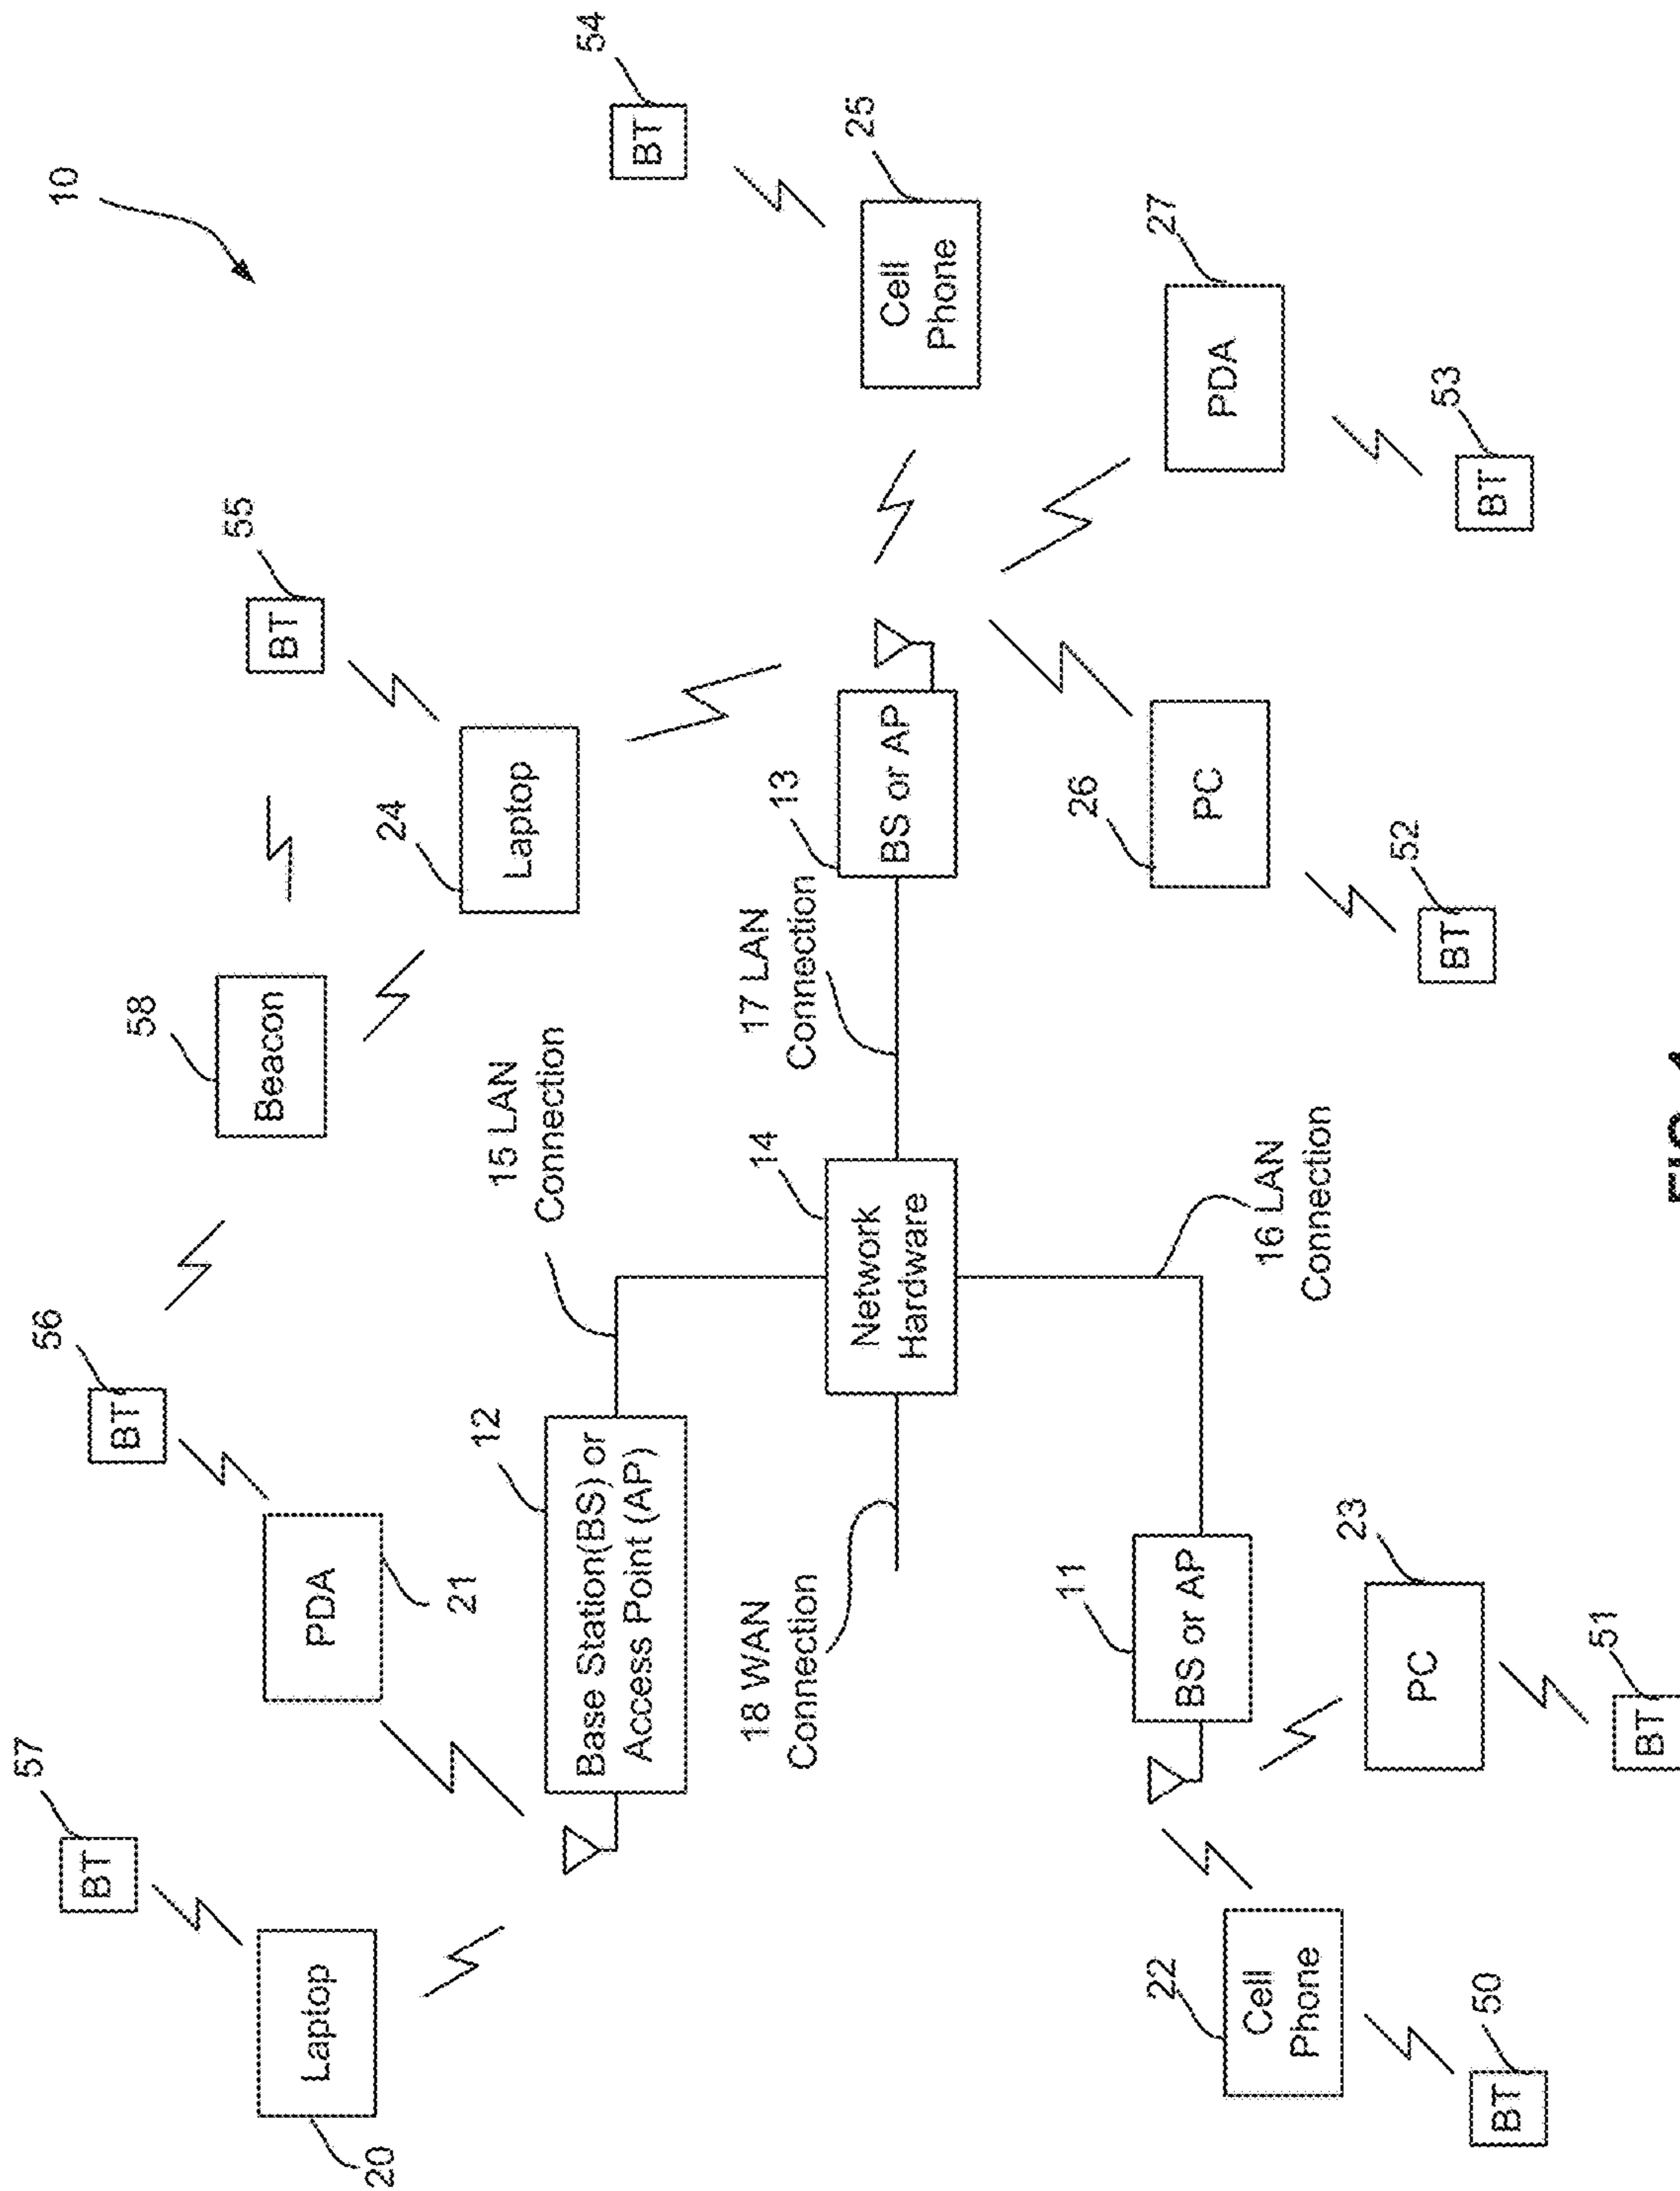 10
54
BT
25
Cell
Phone
27
PDA
53
BT
55
BT
24
Laptop
13
BS or AP
26
PC
52
BT
58
Beacon
17 LAN
Connection
15 LAN
Connection
14
Network
Hardware
16 LAN
Connection
56
BT
21
PDA
12
Base Station(BS) or
Access Point (AP)
18 WAN
Connection
11
BS or AP
23
PC
51
BT
57
BT
20
Laptop
22
Cell
Phone
50
BT